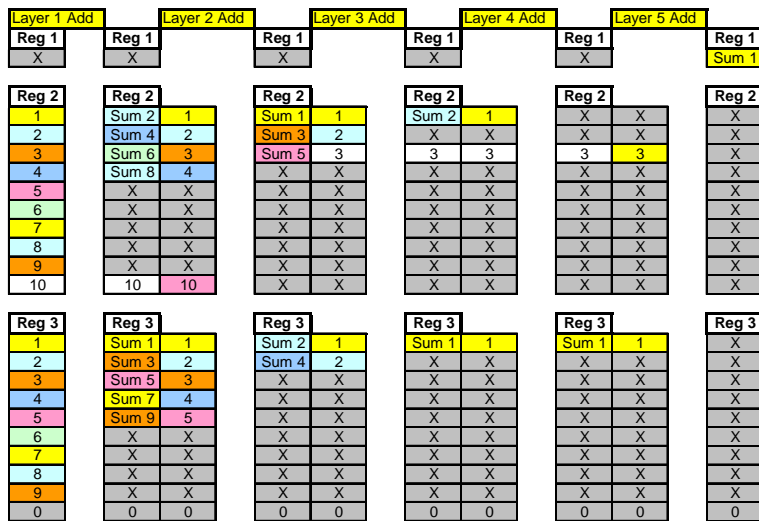 Layer 1 Add Layer 2 Add Layer 3 Add Layer 4 Add Layer 5 Add
Reg 1 Reg 1 Reg 1 Reg 1 Reg 1 Reg 1
X X X X X Sum 1
Reg 2 Reg 2 Reg 2 Reg 2 Reg 2 Reg 2
1 Sum 2 1 Sum 1 1 Sum 2 1 X X X
2 Sum 4 2 Sum 3 2 X X X X X
3 Sum 6 3 Sum 5 3 3 3 3 3 X
4 Sum 8 4 X X X X X X X
5 X X X X X X X X X
6 X X X X X X X X X
7 X X X X X X X X X
8 X X X X X X X X X
9 X X X X X X X X X
10 10 10 X X X X X X X
Reg 3 Reg 3 Reg 3 Reg 3 Reg 3 Reg 3
1 Sum 1 1 Sum 2 1 Sum 1 1 Sum 1 1 X
2 Sum 3 2 Sum 4 2 X X X X X
3 Sum 5 3 X X X X X X X
4 Sum 7 4 X X X X X X X
5 Sum 9 5 X X X X X X X
6 X X X X X X X X X
7 X X X X X X X X X
8 X X X X X X X X X
9 X X X X X X X X X
0 0 0 0 0 0 0 0 0 0